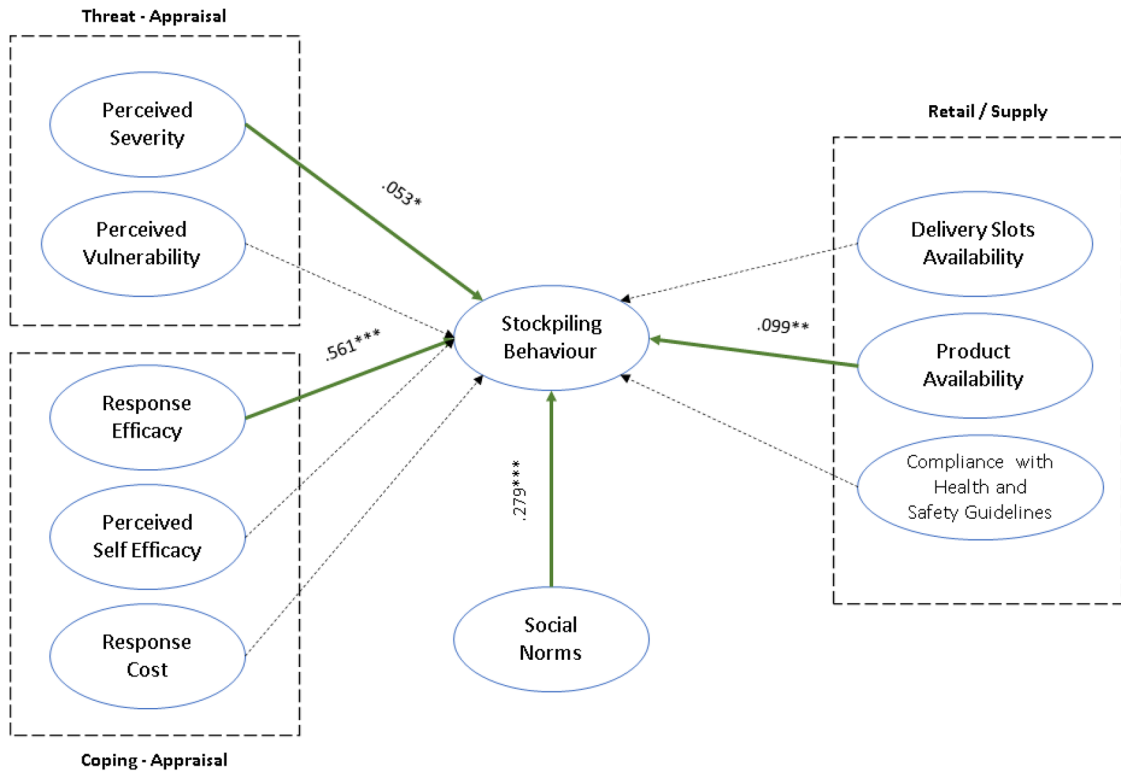 Threat - Appraisal
Perceived
Severity
Perceived
Vulnerability
.053*
.561***
Response
Efficacy
Perceived
Self Efficacy
Response
Cost
Coping - Appraisal
Stockpiling
Behaviour
.279***
Social
Norms
Retail / Supply
Delivery Slots
Availability
.099**
Product
Availability
Compliance with
Health and
Safety Guidelines